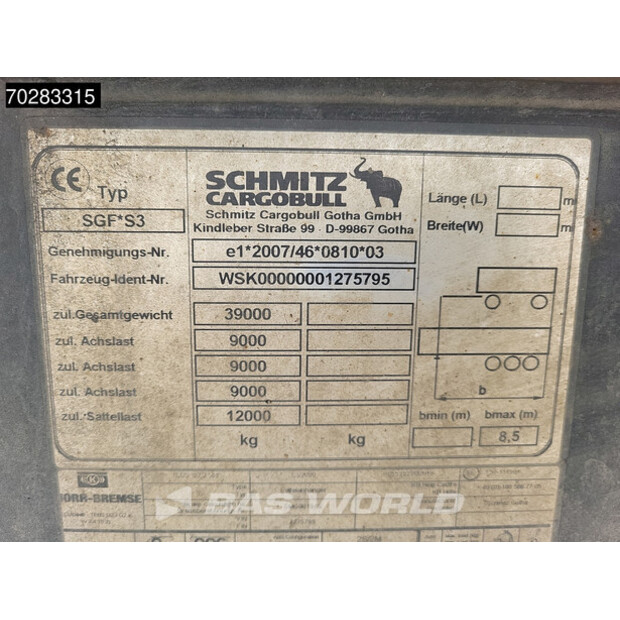 70283315
CE
Typ
SGF*S3
SCHMITZ
CARGOBULL
Schmitz Cargobull Gotha GmbH
Kindleber Straße 99 · D-99867 Gotha
Länge (L)
Breite(W)
Genehmigungs-Nr.
e1*2007/46*0810*03
Fahrzeug-Ident-Nr.
WSK00000001275795
zul.Gesamtgewicht 39000
zul. Achslast 9000
zul. Achslast 9000
zul. Achslast 9000
zul. Sattellast 12000
kg kg
b
bmin (m) bmax (m)
- 8,5
BAS WORLD